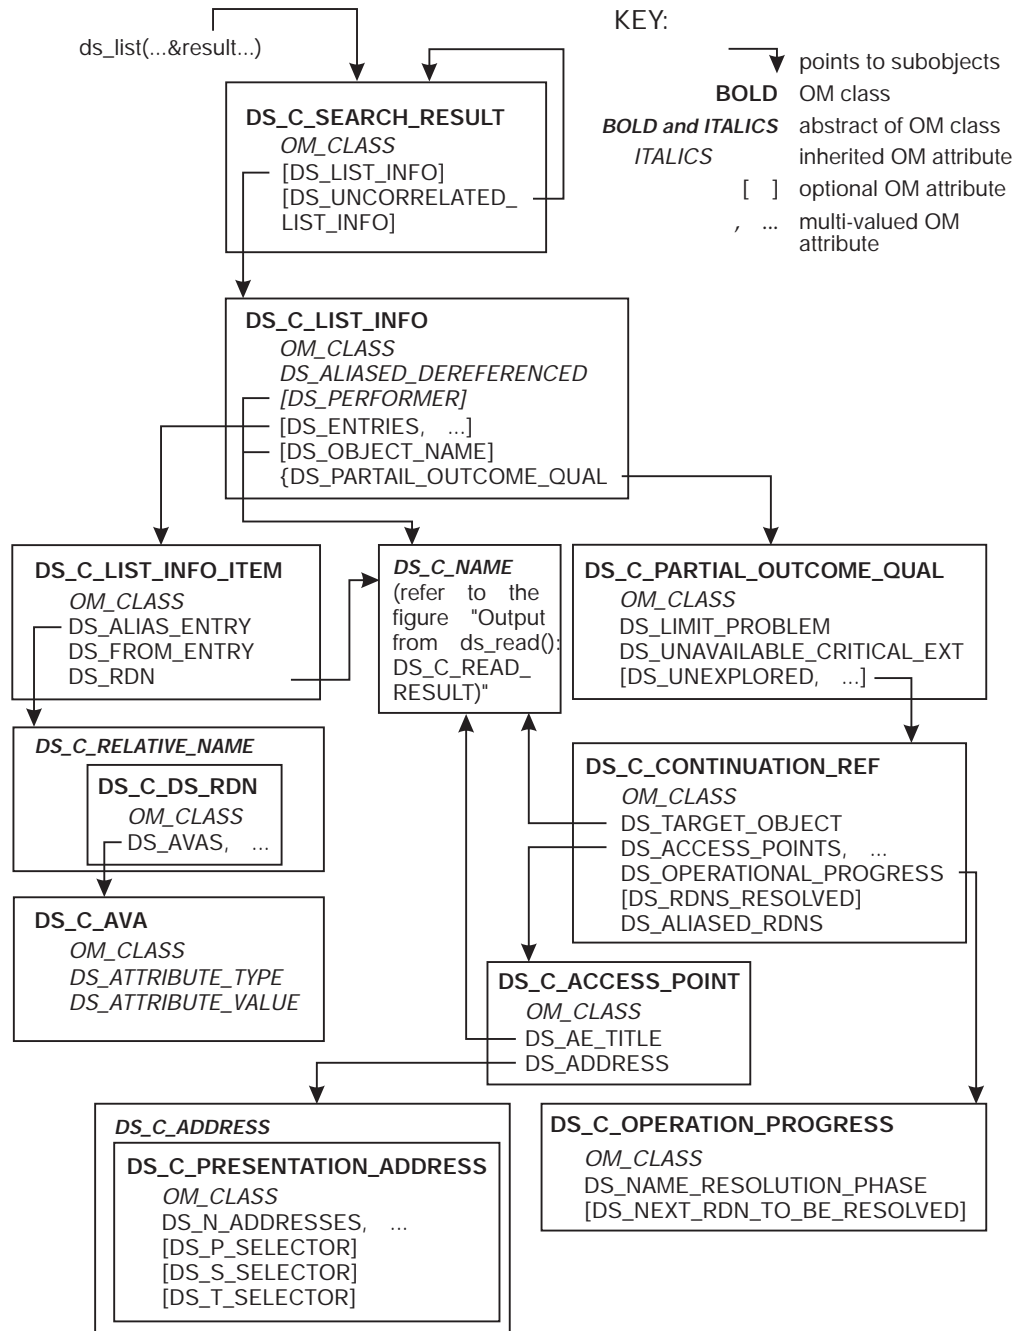 ds_list(...&result...)
KEY:
points to subobjects
BOLD OM class
BOLD and ITALICS abstract of OM class
ITALICS inherited OM attribute
[ ] optional OM attribute
, ... multi-valued OM
attribute
DS_C_SEARCH_RESULT
OM_CLASS
[DS_LIST_INFO]
[DS_UNCORRELATED_
LIST_INFO]
DS_C_LIST_INFO
OM_CLASS
DS_ALIASED_DEREFERENCED
[DS_PERFORMER]
[DS_ENTRIES, ...]
[DS_OBJECT_NAME]
{DS_PARTAIL_OUTCOME_QUAL
DS_C_LIST_INFO_ITEM
OM_CLASS
DS_ALIAS_ENTRY
DS_FROM_ENTRY
DS_RDN
DS_C_NAME
(refer to the
figure "Output
from ds_read():
DS_C_READ_
RESULT)"
DS_C_PARTIAL_OUTCOME_QUAL
OM_CLASS
DS_LIMIT_PROBLEM
DS_UNAVAILABLE_CRITICAL_EXT
[DS_UNEXPLORED, ...]
DS_C_RELATIVE_NAME
DS_C_DS_RDN
OM_CLASS
DS_AVAS, ...
DS_C_CONTINUATION_REF
OM_CLASS
DS_TARGET_OBJECT
DS_ACCESS_POINTS, ...
DS_OPERATIONAL_PROGRESS
[DS_RDNS_RESOLVED]
DS_ALIASED_RDNS
DS_C_AVA
OM_CLASS
DS_ATTRIBUTE_TYPE
DS_ATTRIBUTE_VALUE
DS_C_ACCESS_POINT
OM_CLASS
DS_AE_TITLE
DS_ADDRESS
DS_C_ADDRESS
DS_C_PRESENTATION_ADDRESS
OM_CLASS
DS_N_ADDRESSES, ...
[DS_P_SELECTOR]
[DS_S_SELECTOR]
[DS_T_SELECTOR]
DS_C_OPERATION_PROGRESS
OM_CLASS
DS_NAME_RESOLUTION_PHASE
[DS_NEXT_RDN_TO_BE_RESOLVED]